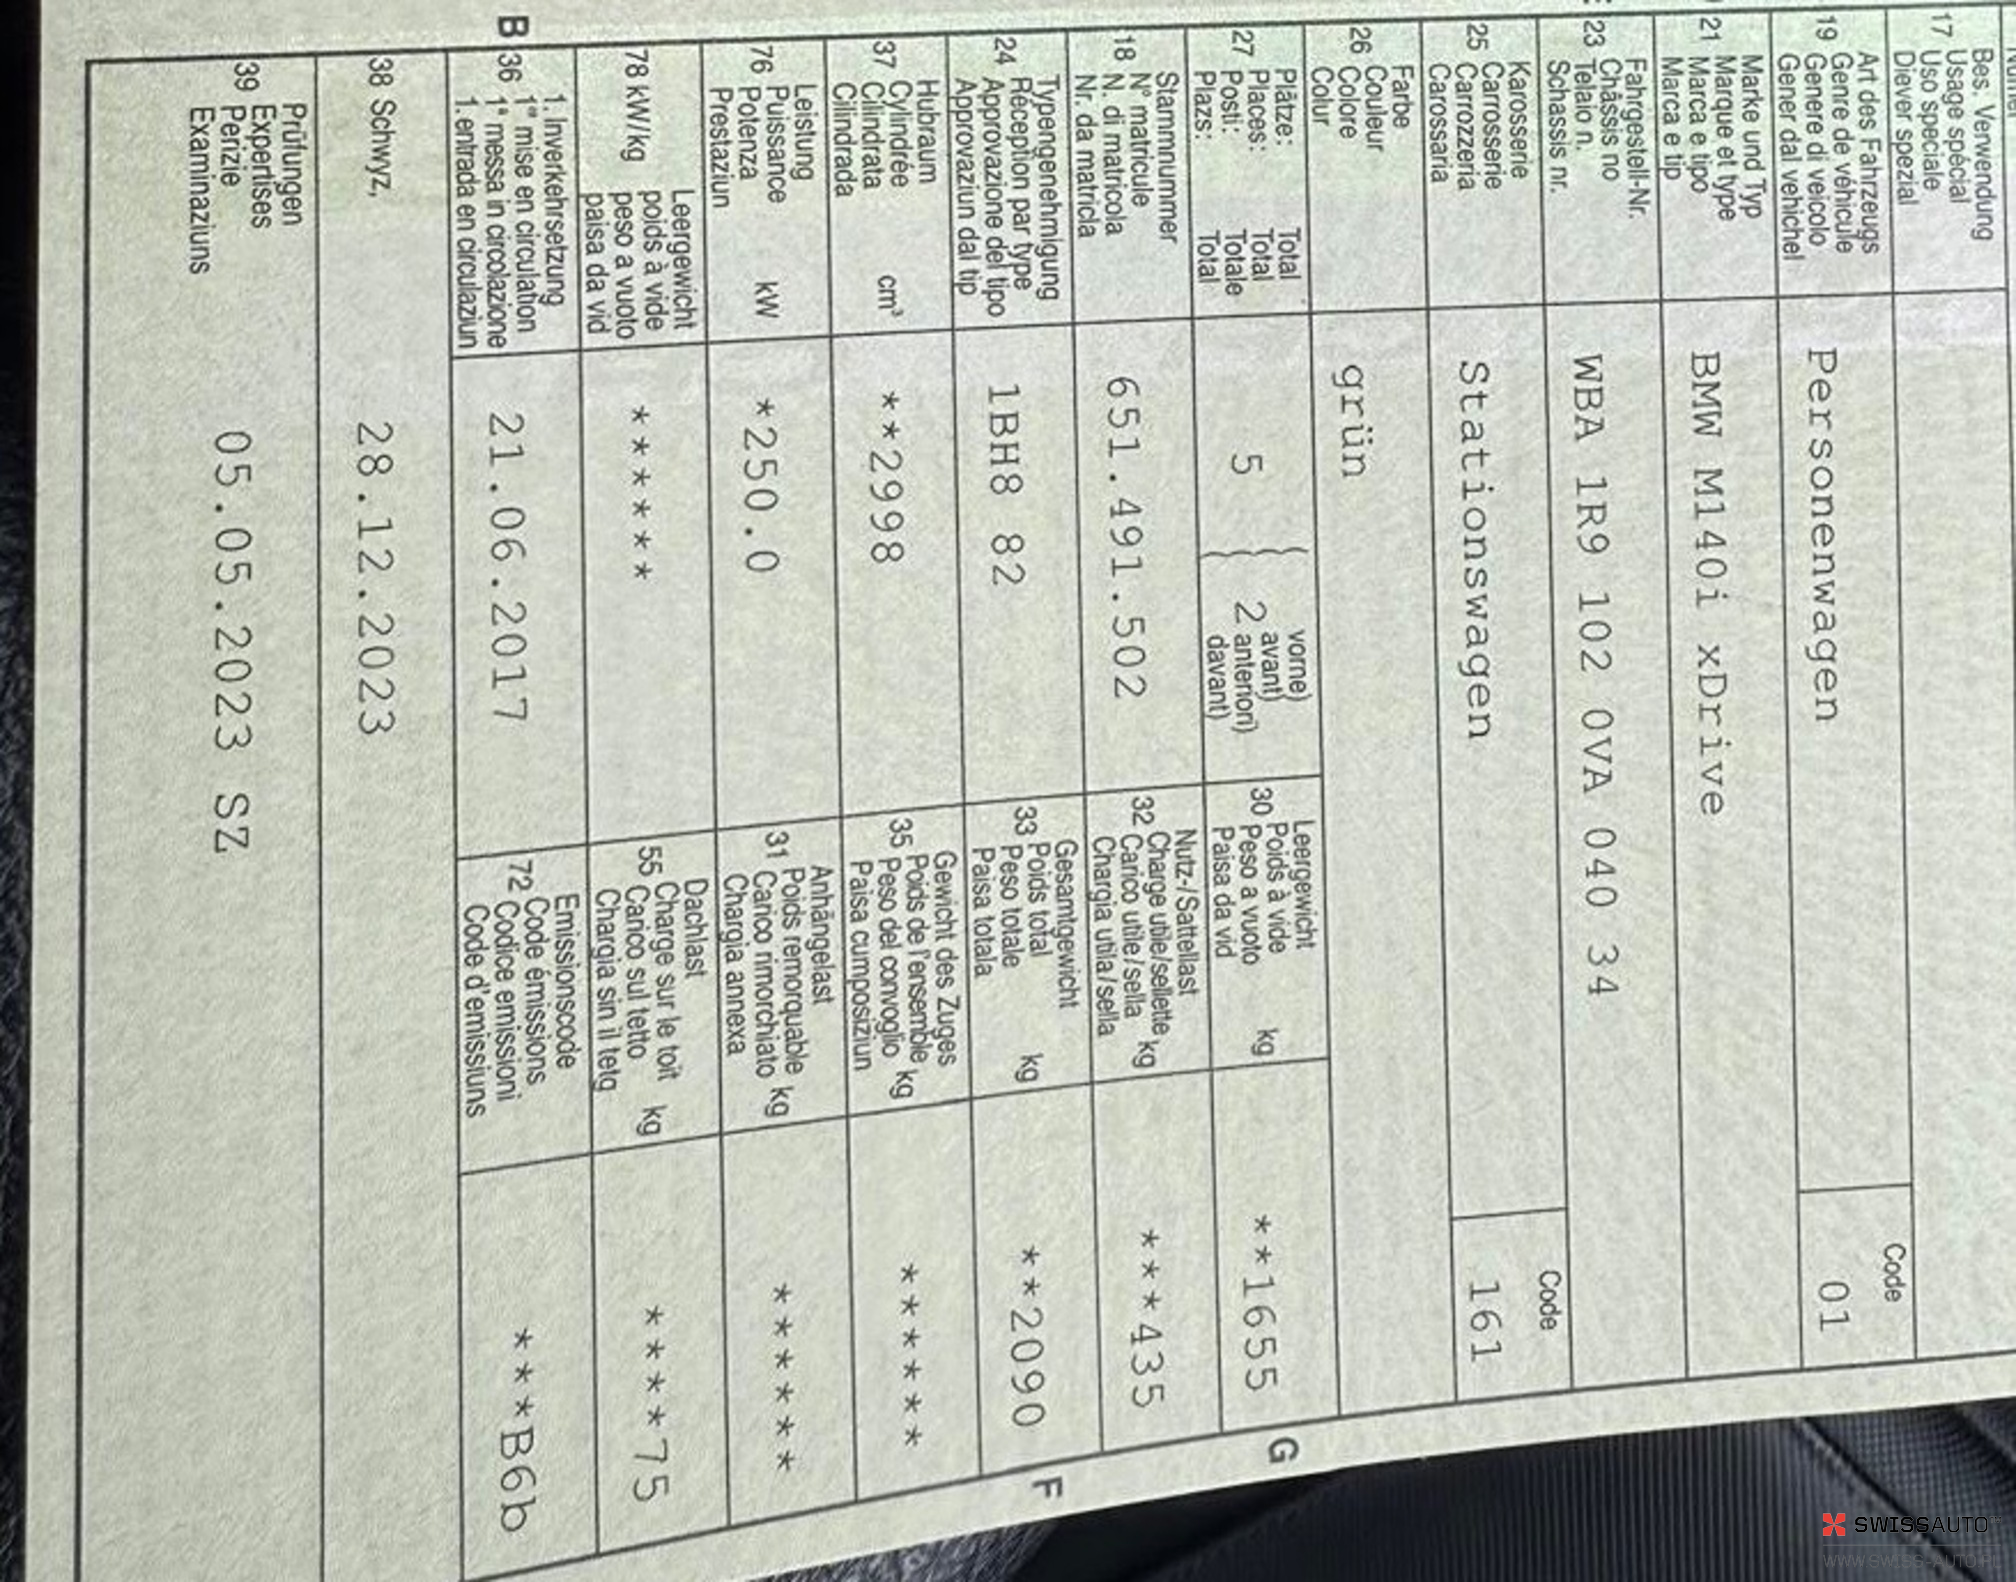 Bes. Verwendung
17 Usage spécial
Uso speciale
Diever spezial
Art des Fahrzeugs
19 Genre de véhicule
Genere di veicolo
Gener dal vehichel
Personenwagen
Code
01
Marke und Typ
21 Marque et type
Marca e tipo
Marca e tip
BMW M140i xDrive
Fahrgestell-Nr.
23 Châssis no
Telaio n.
Schassis nr.
WBA 1R9 102 0VA 040 34
Karosserie
25 Carrosserie
Carrozzeria
Carossaria
Stationswagen
Code
161
Farbe
26 Couleur
Colore
Colur
grün
Plätze: Total
27 Places: Total
Posti: Totale
Plazs: Total
5
vorne)
avant)
2 anteriori)
davant)
Leergewicht
30 Poids à vide
Peso a vuoto kg
Paisa da vid
**1655
G
Stammnummer
18 N° matricule
N. di matricola
Nr. da matricla
651.491.502
Nutz-/Sattellast
32 Charge utile/sellette kg
Carico utile/sella
Chargia utila/sella
***435
Typengenehmigung
24 Réception par type
Approvazione del tipo
Approvaziun dal tip
1BH8 82
Gesamtgewicht
33 Poids total kg
Peso totale
Paisa totala
**2090
F
Hubraum
37 Cylindrée cm³
Cilindrata
Cilindrada
**2998
Gewicht des Zuges
35 Poids de l'ensemble kg
Peso del convoglio
Paisa cumposiziun
******
Leistung
76 Puissance kW
Potenza
Prestaziun
*250.0
Anhängelast
31 Poids remorquable kg
Carico rimorchiato
Chargia annexa
******
78 kW/kg
Leergewicht
poids à vide
peso a vuoto
paisa da vid
******
Dachlast
55 Charge sur le toit kg
Carico sul tetto
Chargia sin il tetg
****75
B
1. Inverkehrsetzung
36 1re mise en circulation
1a messa in circolazione
1. entrada en circulaziun
21.06.2017
Emissionscode
72 Code émissions
Codice emissioni
Code d'emissiuns
***B6b
38 Schwyz,
28.12.2023
Prüfungen
39 Expertises
Perizie
Examinaziuns
05.05.2023 SZ
SWISSAUTO
WWW.SWISS-AUTO.PL